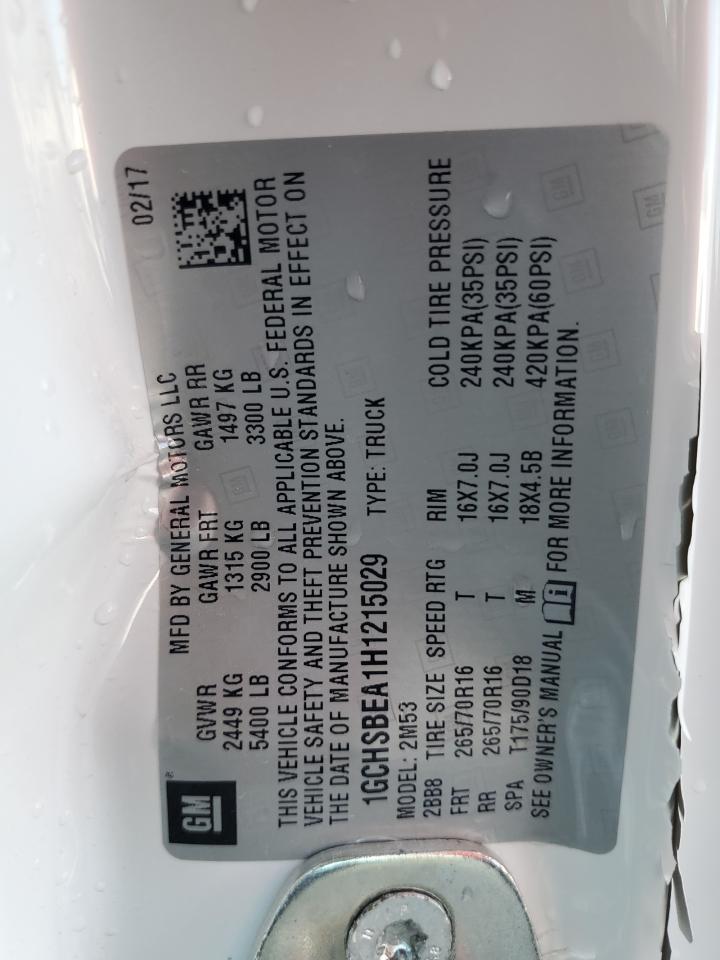 GM ®
MFD BY GENERAL MOTORS LLC 02/17
GVWR GAWR FRT GAWR RR
2449 KG 1315 KG 1497 KG
5400 LB 2900 LB 3300 LB
THIS VEHICLE CONFORMS TO ALL APPLICABLE U.S. FEDERAL MOTOR
VEHICLE SAFETY AND THEFT PREVENTION STANDARDS IN EFFECT ON
THE DATE OF MANUFACTURE SHOWN ABOVE.
1GCHSBEA1H1215029 TYPE: TRUCK
MODEL: 2M53
2BB8 TIRE SIZE SPEED RTG RIM COLD TIRE PRESSURE
FRT 265/70R16 T 16X7.0J 240KPA(35PSI)
RR 265/70R16 T 16X7.0J 240KPA(35PSI)
SPA T175/90D18 M 18X4.5B 420KPA(60PSI)
SEE OWNER'S MANUAL FOR MORE INFORMATION.